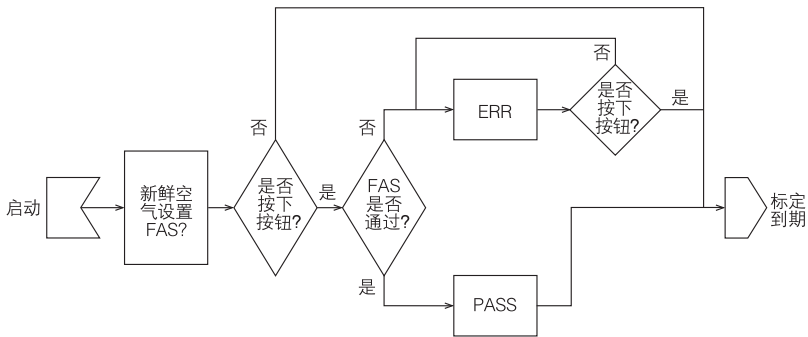 启动
新鲜空
气设置
FAS?
否
是否
按下
按钮?
是
否
FAS
是否
通过?
是
ERR
否
是否
按下
按钮?
是
PASS
标定
到期